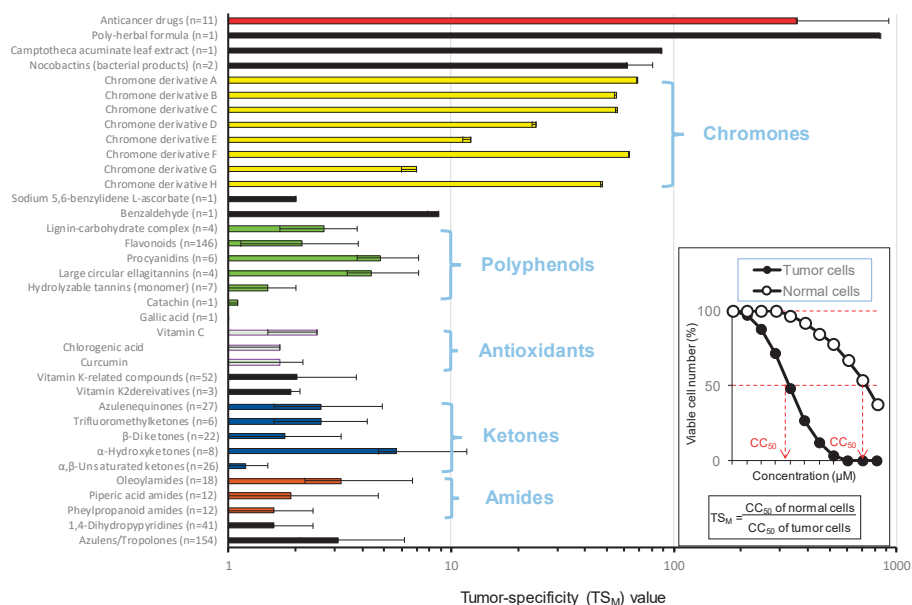 Anticancer drugs (n=11)
Poly-herbal formula (n=1)
Camptotheca acuminate leaf extract (n=1)
Nocobactins (bacterial products) (n=2)
Chromone derivative A
Chromone derivative B
Chromone derivative C
Chromone derivative D
Chromone derivative E
Chromone derivative F
Chromone derivative G
Chromone derivative H
Chromones
Sodium 5,6-benzylidene L-ascorbate (n=1)
Benzaldehyde (n=1)
Lignin-carbohydrate complex (n=4)
Flavonoids (n=146)
Procyanidins (n=6)
Large circular ellagitannins (n=4)
Hydrolyzable tannins (monomer) (n=7)
Catachin (n=1)
Gallic acid (n=1)
Polyphenols
Vitamin C
Chlorogenic acid
Curcumin
Vitamin K-related compounds (n=52)
Vitamin K2dereivatives (n=3)
Antioxidants
Azulenequinones (n=27)
Trifluoromethylketones (n=6)
β-Diketones (n=22)
α-Hydroxyketones (n=8)
α,β-Unsaturated ketones (n=26)
Ketones
Oleoylamides (n=18)
Piperic acid amides (n=12)
Pheylpropanoid amides (n=12)
Amides
1,4-Dihydropypyridines (n=41)
Azulens/Tropolones (n=154)
1 10 100 1000
Tumor-specificity (TSM) value
Tumor cells
Normal cells
Viable cell number (%)
100
50
0
CC50 CC50
Concentration (μM)
TSM = CC50 of normal cells
CC50 of tumor cells